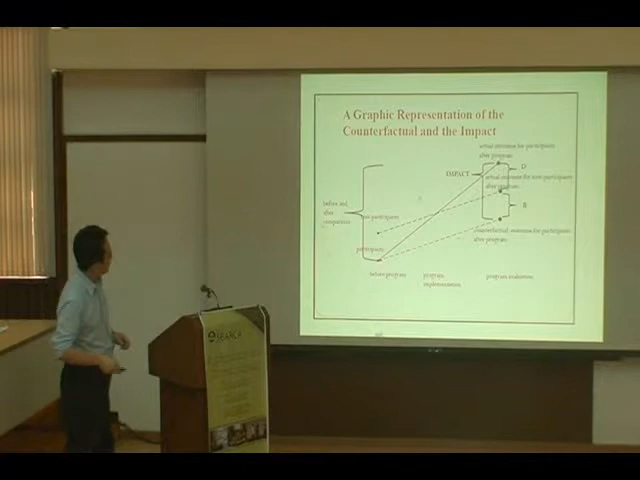 A Graphic Representation of the
Counterfactual and the Impact
actual outcome for participants
after program
D
IMPACT
actual outcome for non-participants
after program
before and
after
comparison
participants
B
counterfactual outcome for participants
after program
participants
before program
program
implementation
program evaluation
SEARCA